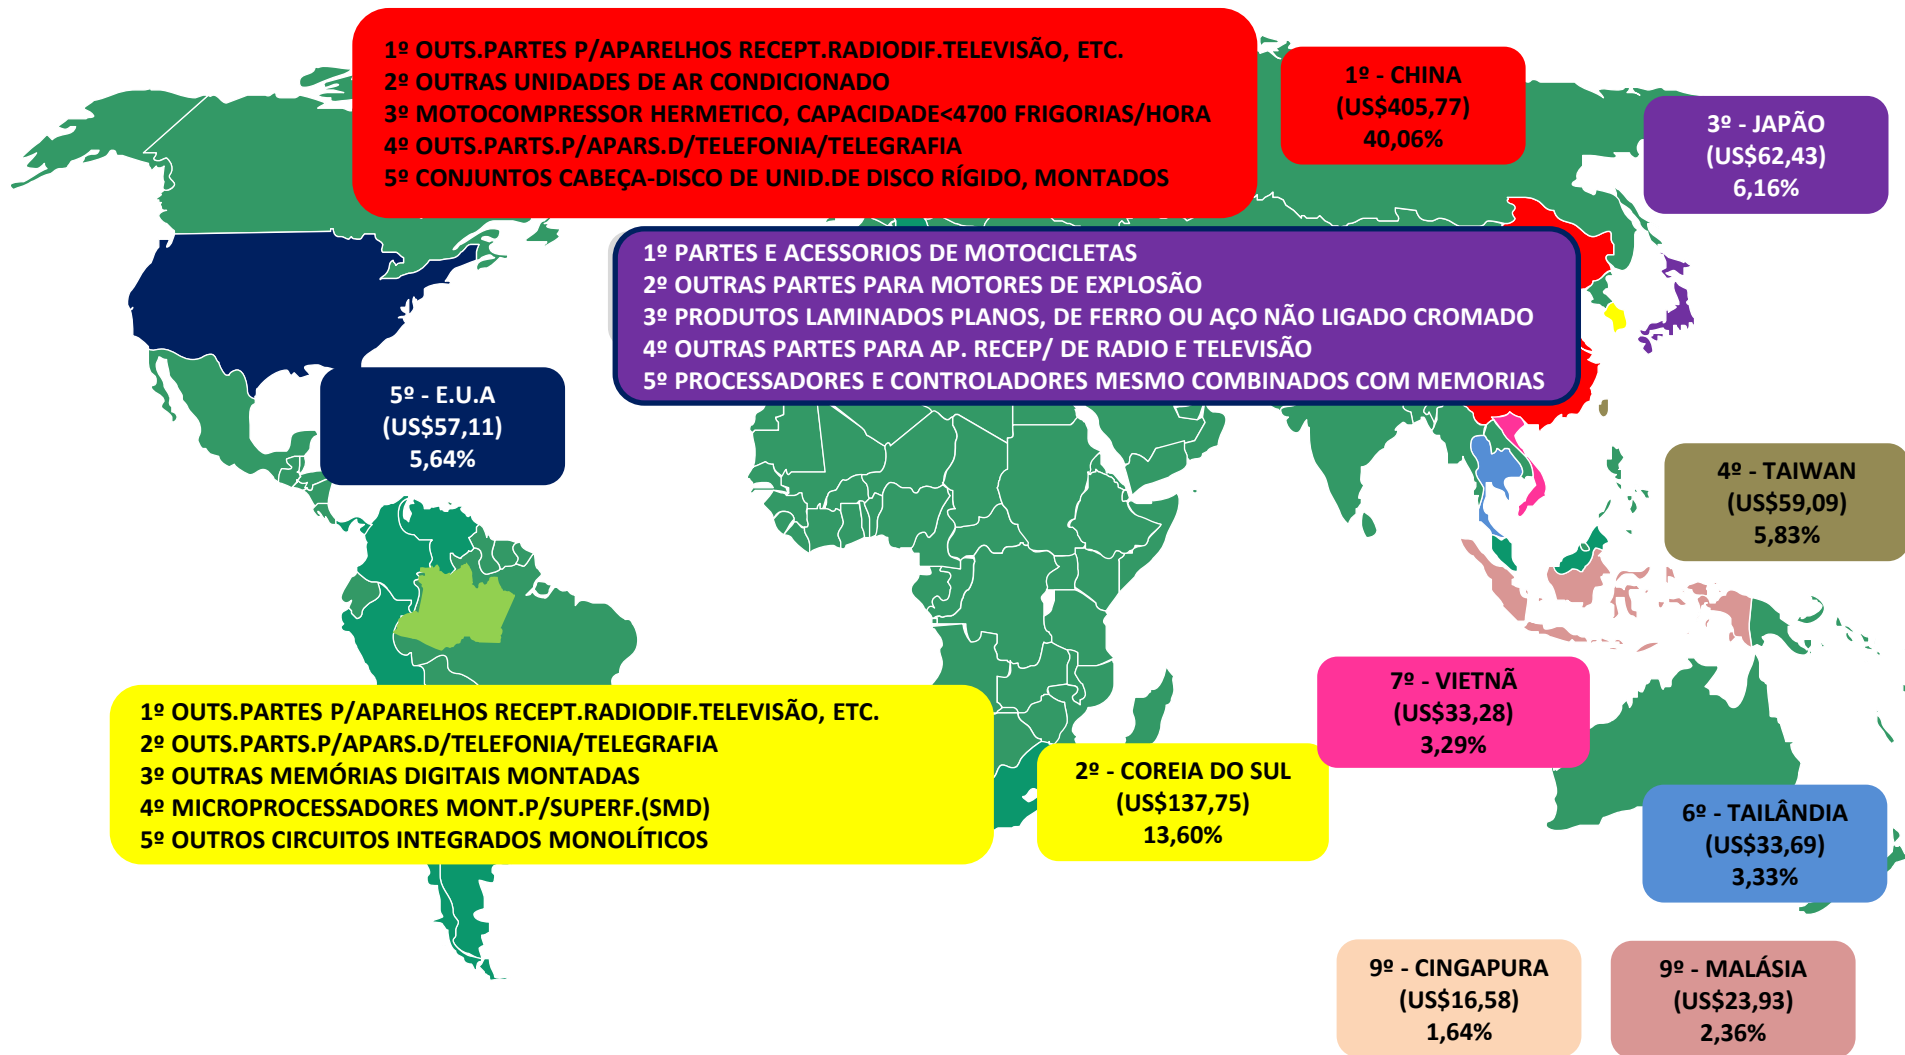 1º OUTS.PARTES P/APARELHOS RECEPT.RADIODIF.TELEVISÃO, ETC.
2º OUTRAS UNIDADES DE AR CONDICIONADO
3º MOTOCOMPRESSOR HERMETICO, CAPACIDADE<4700 FRIGORIAS/HORA
4º OUTS.PARTS.P/APARS.D/TELEFONIA/TELEGRAFIA
5º CONJUNTOS CABEÇA-DISCO DE UNID.DE DISCO RÍGIDO, MONTADOS
1º - CHINA
(US$405,77)
40,06%
3º - JAPÃO
(US$62,43)
6,16%
1º PARTES E ACESSORIOS DE MOTOCICLETAS
2º OUTRAS PARTES PARA MOTORES DE EXPLOSÃO
3º PRODUTOS LAMINADOS PLANOS, DE FERRO OU AÇO NÃO LIGADO CROMADO
4º OUTRAS PARTES PARA AP. RECEP/ DE RADIO E TELEVISÃO
5º PROCESSADORES E CONTROLADORES MESMO COMBINADOS COM MEMORIAS
5º - E.U.A
(US$57,11)
5,64%
4º - TAIWAN
(US$59,09)
5,83%
1º OUTS.PARTES P/APARELHOS RECEPT.RADIODIF.TELEVISÃO, ETC.
2º OUTS.PARTS.P/APARS.D/TELEFONIA/TELEGRAFIA
3º OUTRAS MEMÓRIAS DIGITAIS MONTADAS
4º MICROPROCESSADORES MONT.P/SUPERF.(SMD)
5º OUTROS CIRCUITOS INTEGRADOS MONOLÍTICOS
2º - COREIA DO SUL
(US$137,75)
13,60%
7º - VIETNÃ
(US$33,28)
3,29%
6º - TAILÂNDIA
(US$33,69)
3,33%
9º - CINGAPURA
(US$16,58)
1,64%
9º - MALÁSIA
(US$23,93)
2,36%